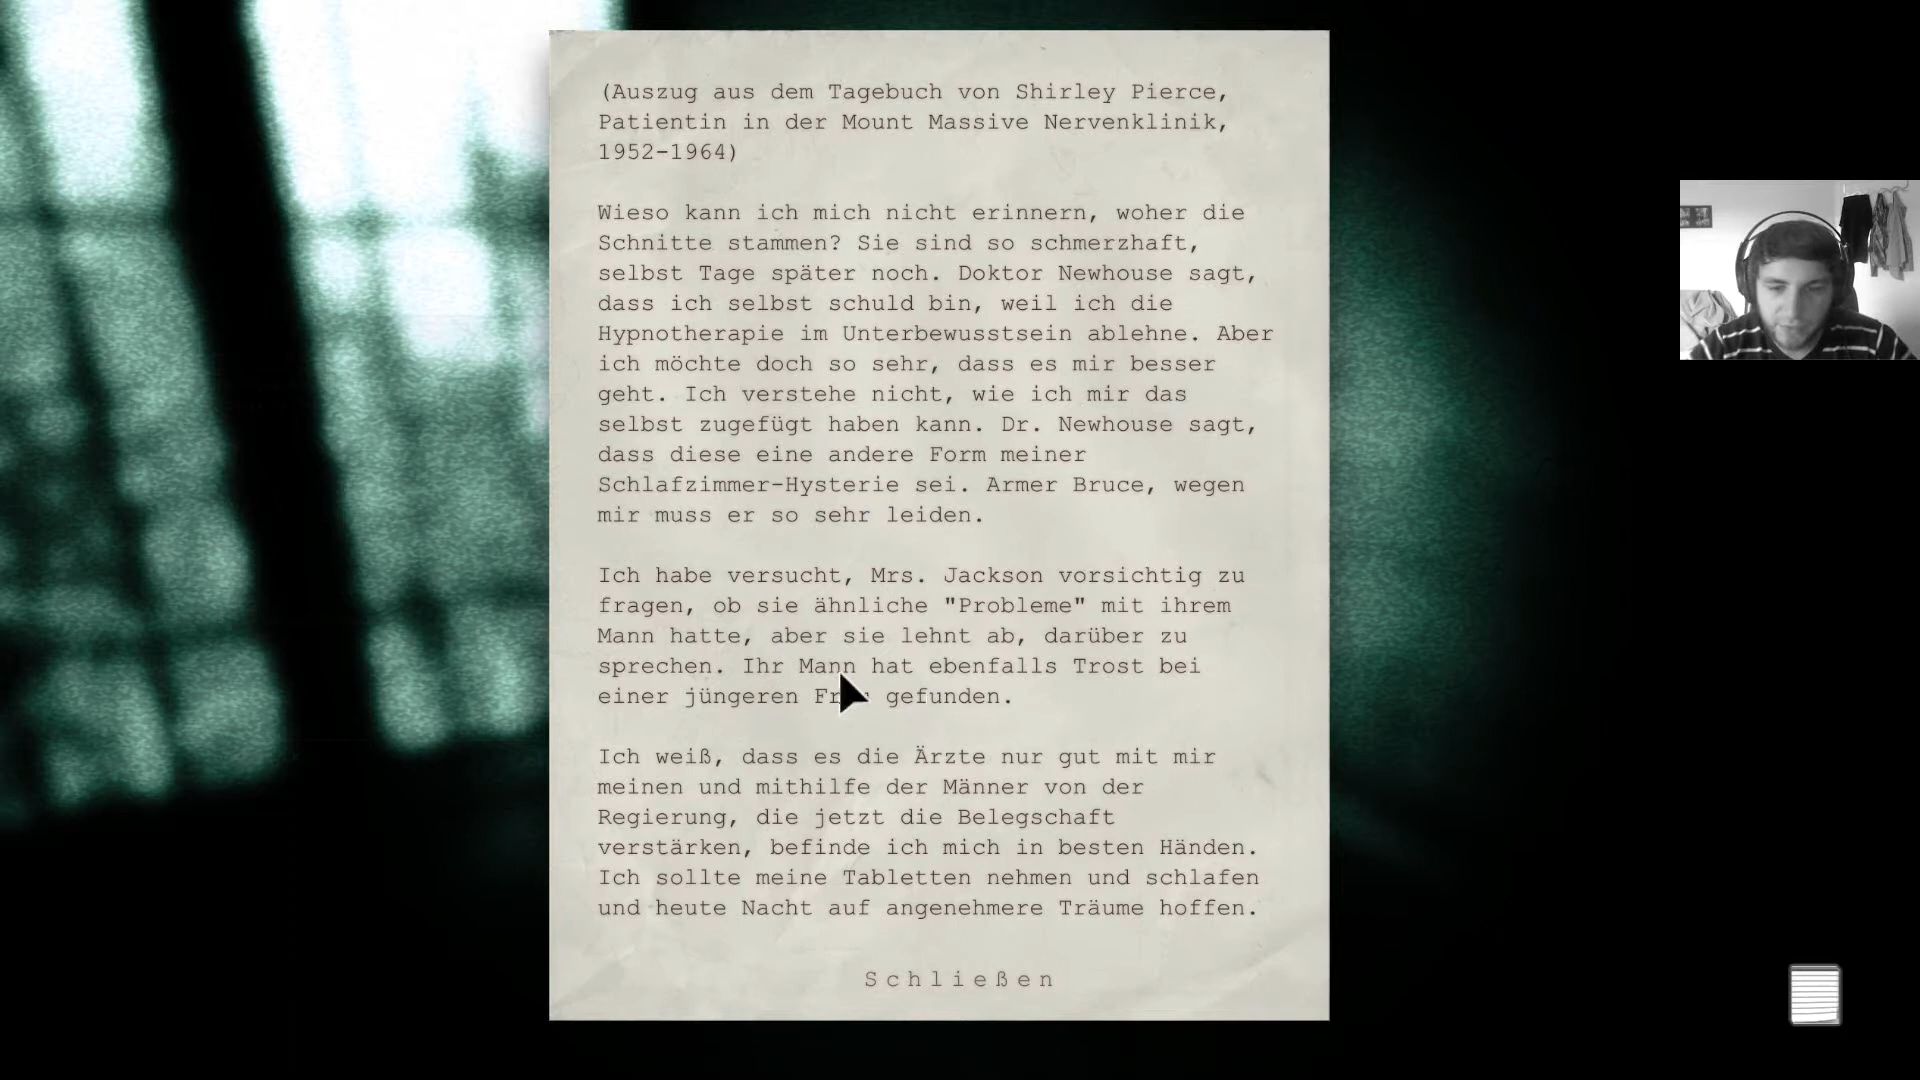 (Auszug aus dem Tagebuch von Shirley Pierce,
Patientin in der Mount Massive Nervenklinik,
1952-1964)
Wieso kann ich mich nicht erinnern, woher die
Schnitte stammen? Sie sind so schmerzhaft,
selbst Tage später noch. Doktor Newhouse sagt,
dass ich selbst schuld bin, weil ich die
Hypnotherapie im Unterbewusstsein ablehne. Aber
ich möchte doch so sehr, dass es mir besser
geht. Ich verstehe nicht, wie ich mir das
selbst zugefügt haben kann. Dr. Newhouse sagt,
dass diese eine andere Form meiner
Schlafzimmer-Hysterie sei. Armer Bruce, wegen
mir muss er so sehr leiden.
Ich habe versucht, Mrs. Jackson vorsichtig zu
fragen, ob sie ähnliche "Probleme" mit ihrem
Mann hatte, aber sie lehnt ab, darüber zu
sprechen. Ihr Mann hat ebenfalls Trost bei
einer jüngeren gefunden.
Ich weiß, dass es die Ärzte nur gut mit mir
meinen und mithilfe der Männer von der
Regierung, die jetzt die Belegschaft
verstärken, befinde ich mich in besten Händen.
Ich sollte meine Tabletten nehmen und schlafen
und heute Nacht auf angenehmere Träume hoffen.
Schließen